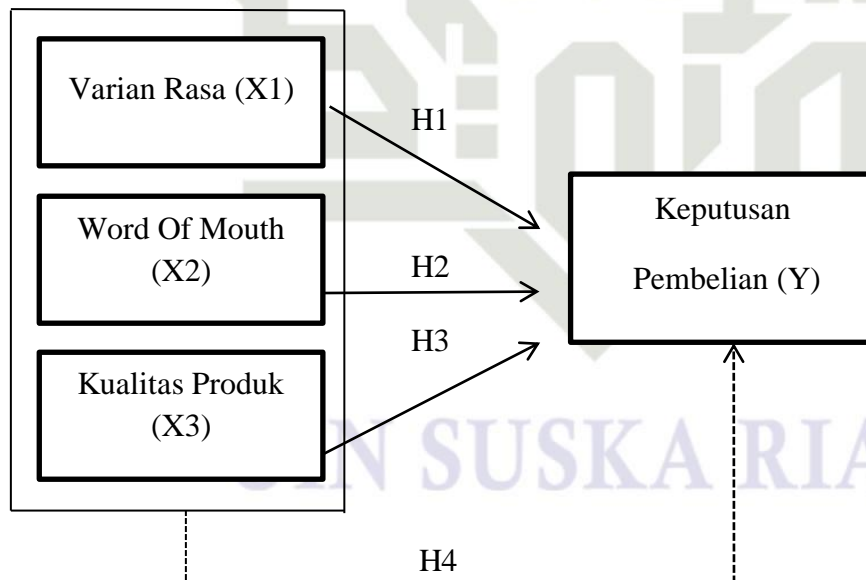 Varian Rasa (X1)
H1
Word Of Mouth
(X2)
H2
Keputusan
Pembelian (Y)
H3
Kualitas Produk
(X3)
UIN SUSKA RIA
H4